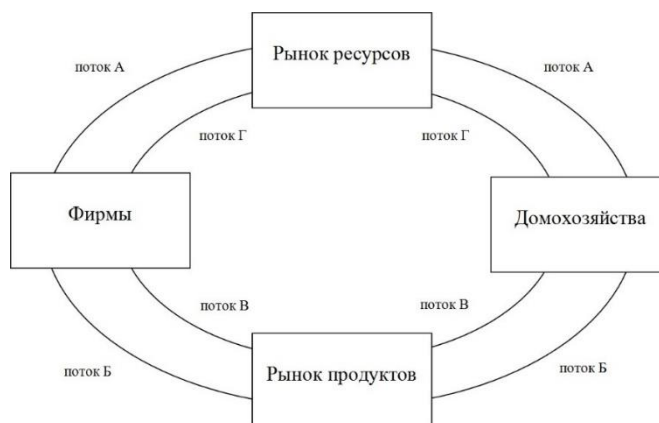 Рынок ресурсов
поток А
поток А
поток Г
поток Г
Фирмы
Домохозяйства
поток В
поток В
Рынок продуктов
поток Б
поток Б